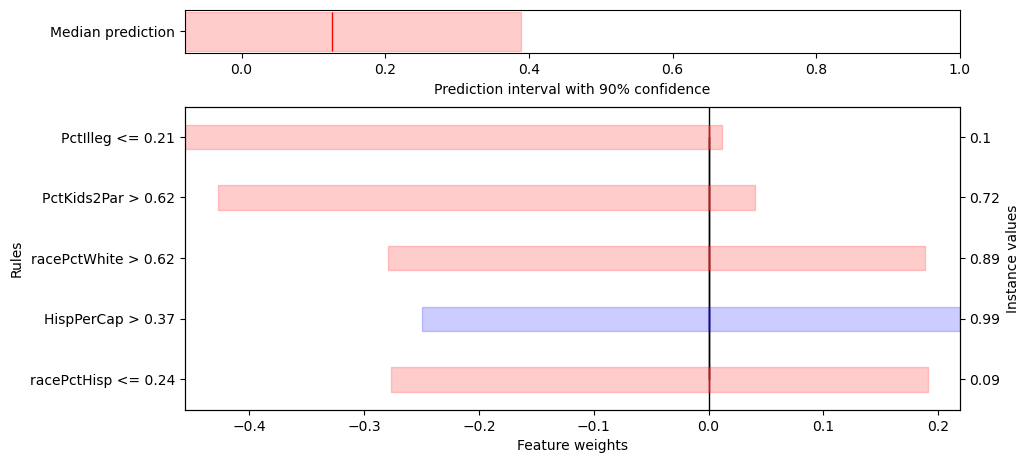 Median prediction
0.0 0.2 0.4 0.6 0.8 1.0
Prediction interval with 90% confidence
PctIlleg <= 0.21 0.1
PctKids2Par > 0.62 0.72
racePctWhite > 0.62 0.89
HispPerCap > 0.37 0.99
racePctHisp <= 0.24 0.09
Rules
Instance values
−0.4 −0.3 −0.2 −0.1 0.0 0.1 0.2
Feature weights